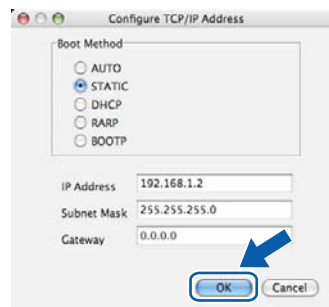 Configure TCP/IP Address
Boot Method
AUTO
STATIC
DHCP
RARP
BOOTP
IP Address 192.168.1.2
Subnet Mask 255.255.255.0
Gateway 0.0.0.0
OK Cancel